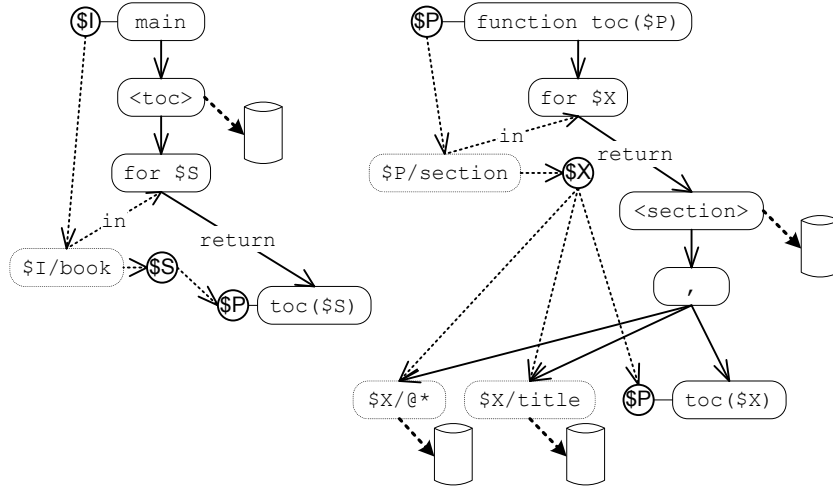 $I main
<toc>
for $S
in
return
$I/book $S
$P toc($S)
$P function toc($P)
for $X
in
return
$P/section $X
<section>
,
$X/@* $X/title $P toc($X)